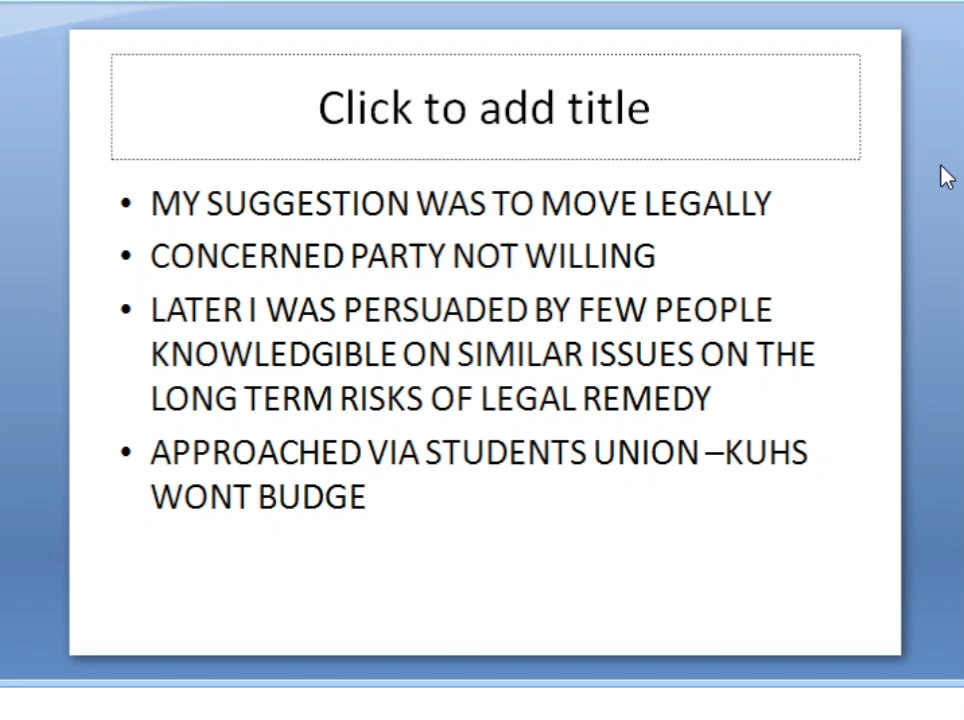 Click to add title
• MY SUGGESTION WAS TO MOVE LEGALLY
• CONCERNED PARTY NOT WILLING
• LATER I WAS PERSUADED BY FEW PEOPLE
KNOWLEDGIBLE ON SIMILAR ISSUES ON THE
LONG TERM RISKS OF LEGAL REMEDY
• APPROACHED VIA STUDENTS UNION –KUHS
WONT BUDGE